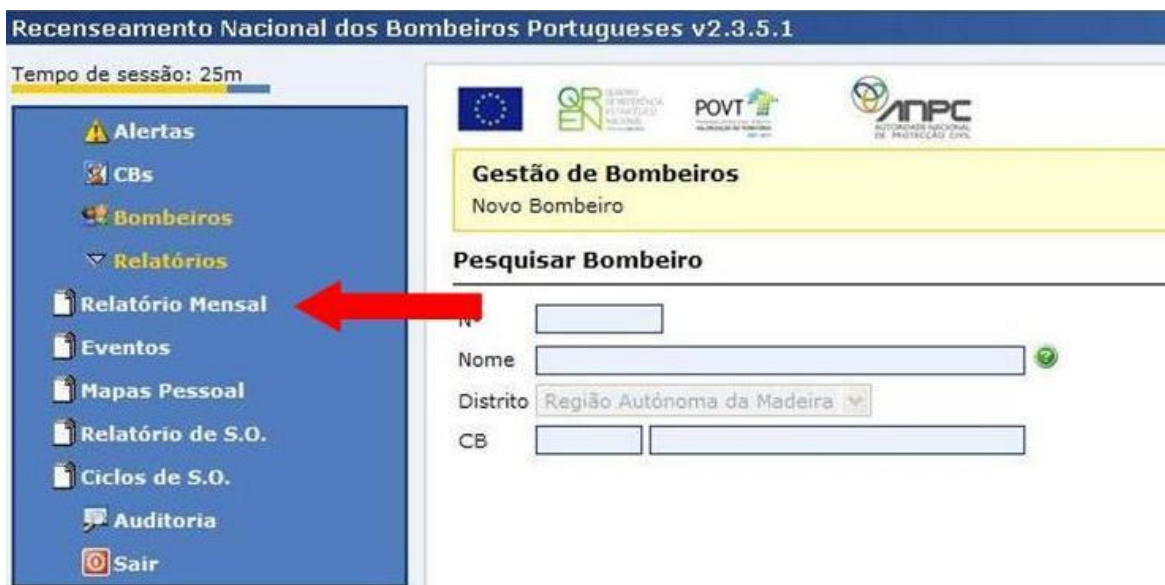 Recenseamento Nacional dos Bombeiros Portugueses v2.3.5.1
Tempo de sessão: 25m
Alertas
CBs
Bombeiros
Relatórios
Relatório Mensal
Eventos
Mapas Pessoal
Relatório de S.O.
Ciclos de S.O.
Auditoria
Sair
QREN
POVT
ANPC
AUTORIDADE NACIONAL
DE PROTECÇÃO CIVIL
Gestão de Bombeiros
Novo Bombeiro
Pesquisar Bombeiro
Nº
Nome
Distrito Região Autónoma da Madeira
CB